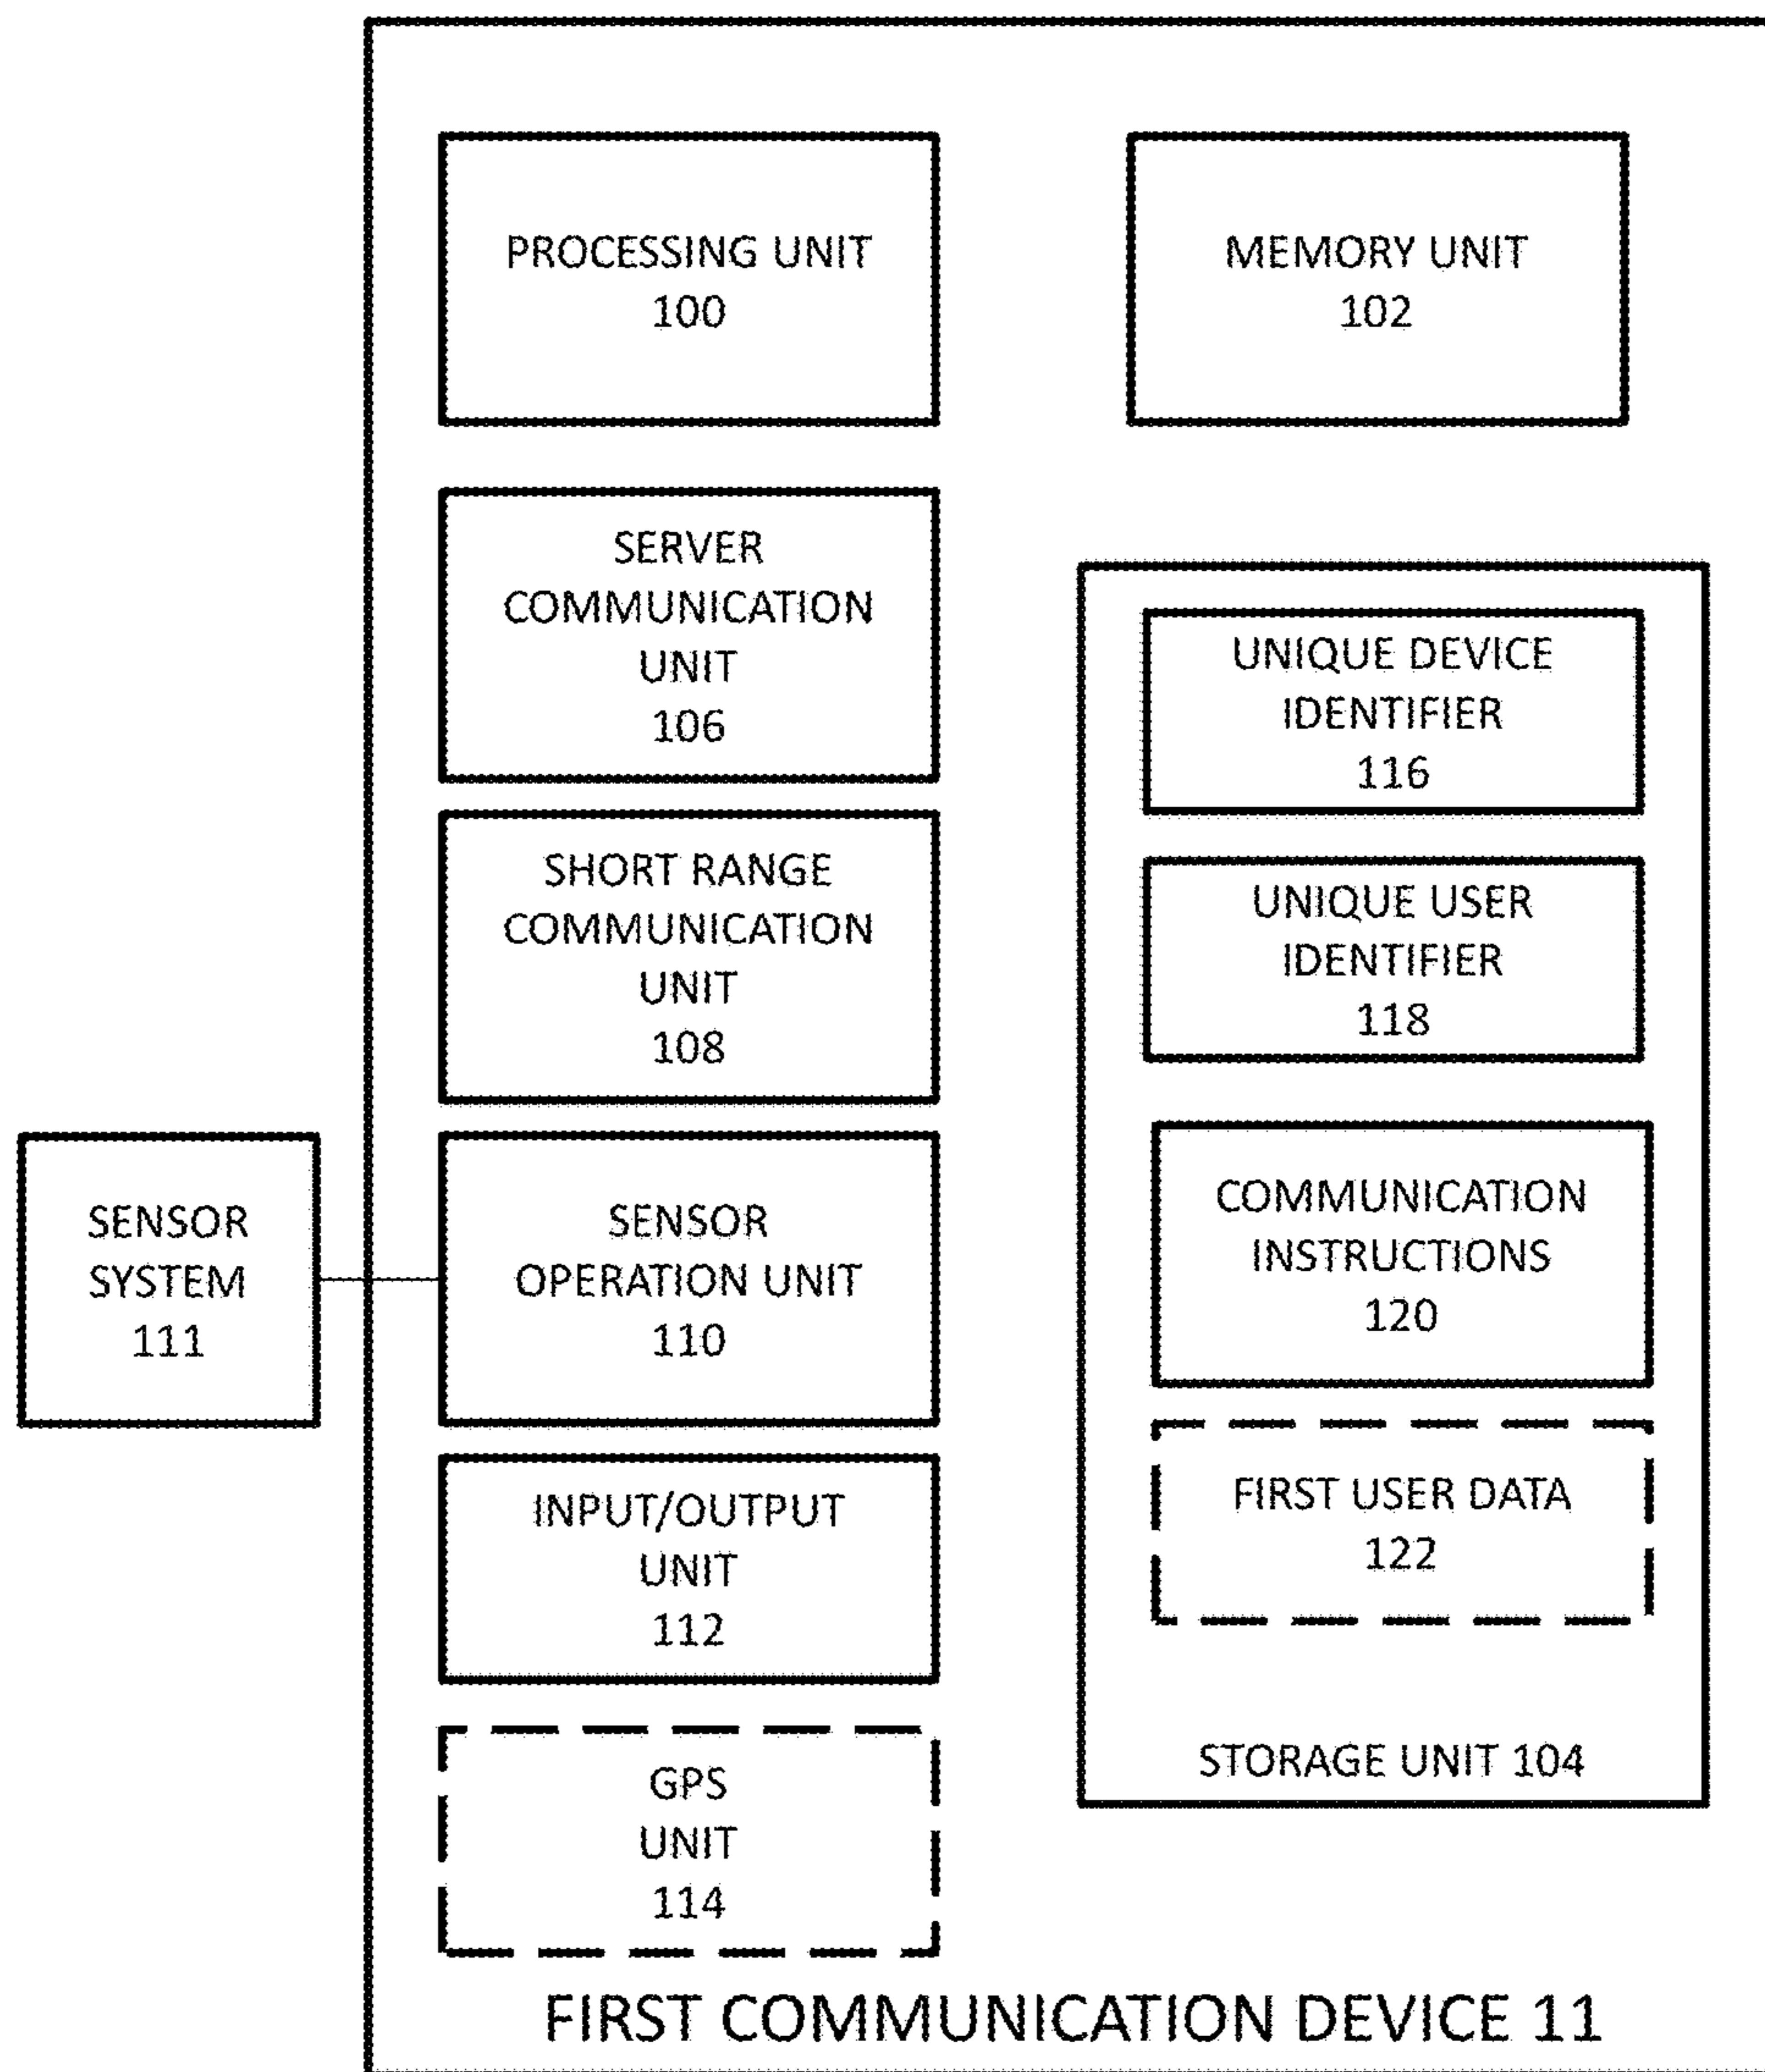 PROCESSING UNIT
100
MEMORY UNIT
102
SERVER
COMMUNICATION
UNIT
106
SHORT RANGE
COMMUNICATION
UNIT
108
SENSOR
SYSTEM
111
SENSOR
OPERATION UNIT
110
INPUT/OUTPUT
UNIT
112
GPS
UNIT
114
UNIQUE DEVICE
IDENTIFIER
116
UNIQUE USER
IDENTIFIER
118
COMMUNICATION
INSTRUCTIONS
120
FIRST USER DATA
122
STORAGE UNIT 104
FIRST COMMUNICATION DEVICE 11